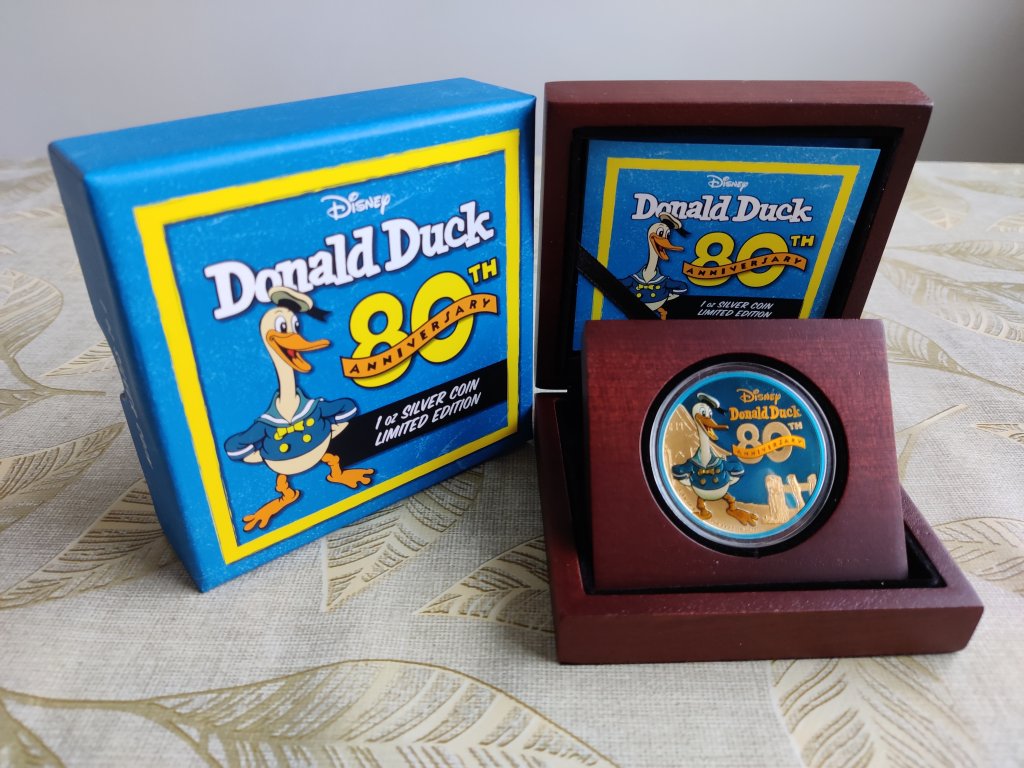 Disney
Donald Duck
80TH
ANNIVERSARY
1 oz SILVER COIN
LIMITED EDITION
Disney
Donald Duck
80TH
ANNIVERSARY
1 oz SILVER COIN
LIMITED EDITION
Disney
Donald Duck
80TH
ANNIVERSARY